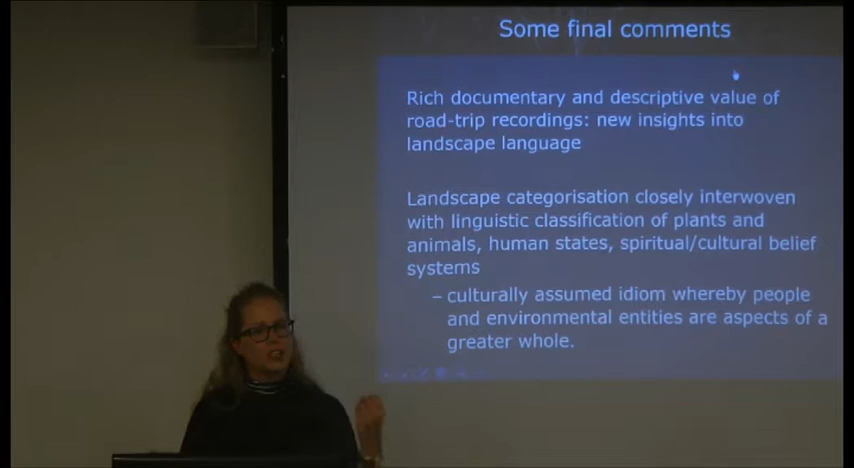 Some final comments
Rich documentary and descriptive value of
road-trip recordings: new insights into
landscape language
Landscape categorisation closely interwoven
with linguistic classification of plants and
animals, human states, spiritual/cultural belief
systems
– culturally assumed idiom whereby people
and environmental entities are aspects of a
greater whole.